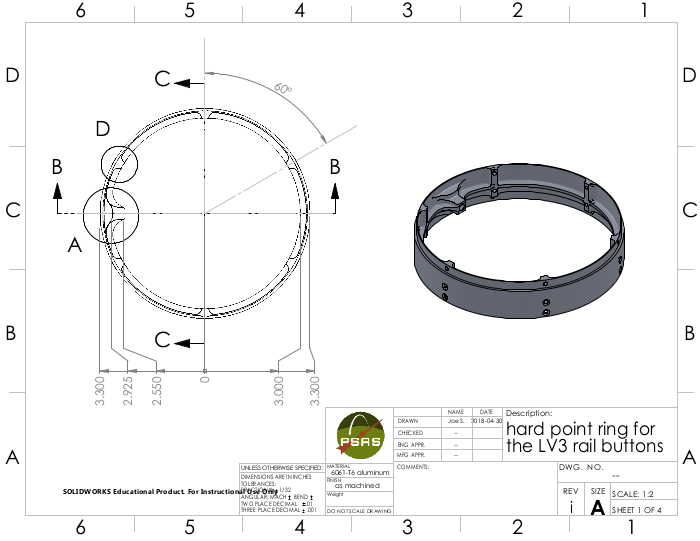 6 5 4 3 2 1
D D
C
60°
D
B B
C C
A
C
B B
3.300 2.925 2.550 0 3.000 3.300
NAME DATE
DRAWN Joe S. 2018-04-30
CHECKED --
ENG APPR. --
MFG APPR. --
Description:
hard point ring for
the LV3 rail buttons
PSAS
A A
COMMENTS:
DWG. NO.
--
UNLESS OTHERWISE SPECIFIED:
DIMENSIONS ARE IN INCHES
TOLERANCES:
FRACTIONAL ± 1/32
ANGULAR: MACH ± BEND ±
TWO PLACE DECIMAL ±.01
THREE PLACE DECIMAL ± .001
MATERIAL
6061-T6 aluminum
FINISH
as machined
Weight
DO NOT SCALE DRAWING
REV
i
SIZE
A
SCALE: 1:2
SHEET 1 OF 4
SOLIDWORKS Educational Product. For Instructional Use Only
6 5 4 3 2 1